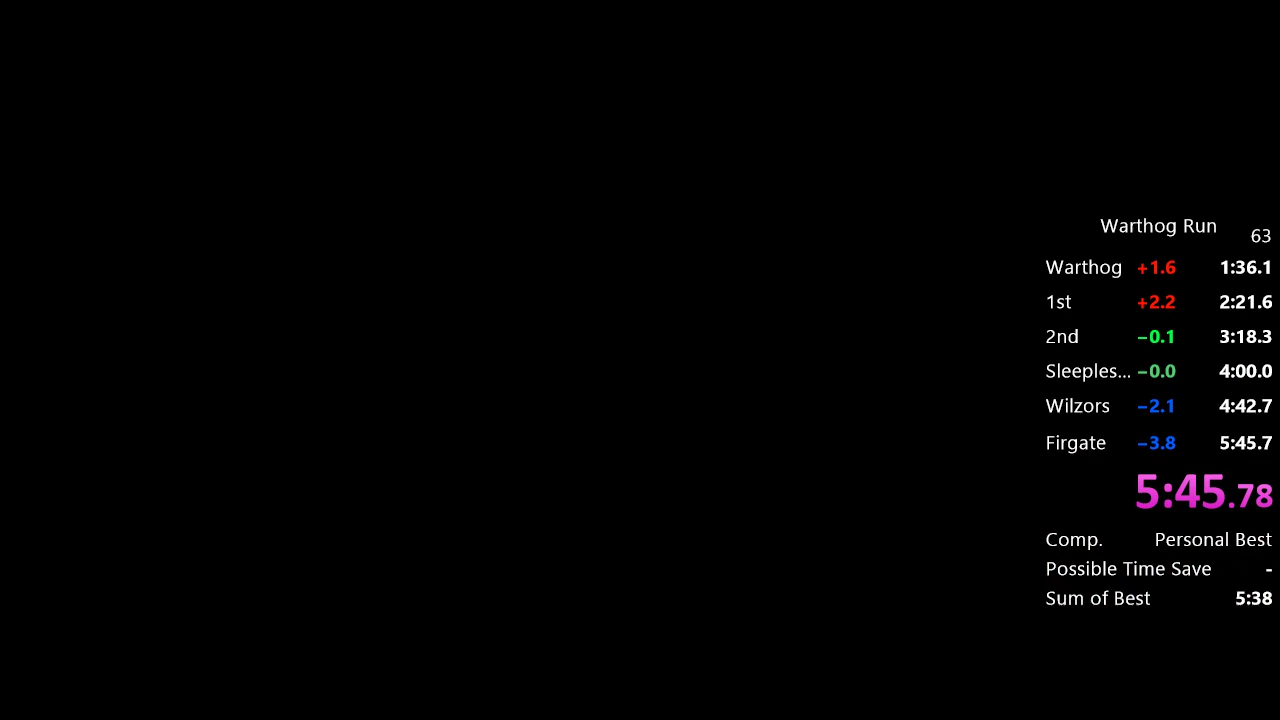 Warthog Run
63
Warthog +1.6 1:36.1
1st +2.2 2:21.6
2nd −0.1 3:18.3
Sleeples... −0.0 4:00.0
Wilzors −2.1 4:42.7
Firgate −3.8 5:45.7
5:45.78
Comp. Personal Best
Possible Time Save -
Sum of Best 5:38